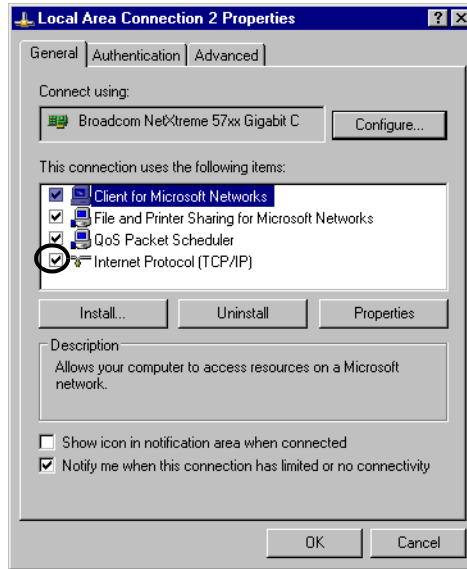 Local Area Connection 2 Properties
General Authentication Advanced
Connect using:
Broadcom NetXtreme 57xx Gigabit C Configure...
This connection uses the following items:
Client for Microsoft Networks
File and Printer Sharing for Microsoft Networks
QoS Packet Scheduler
Internet Protocol (TCP/IP)
Install... Uninstall Properties
Description
Allows your computer to access resources on a Microsoft
network.
Show icon in notification area when connected
Notify me when this connection has limited or no connectivity
OK Cancel